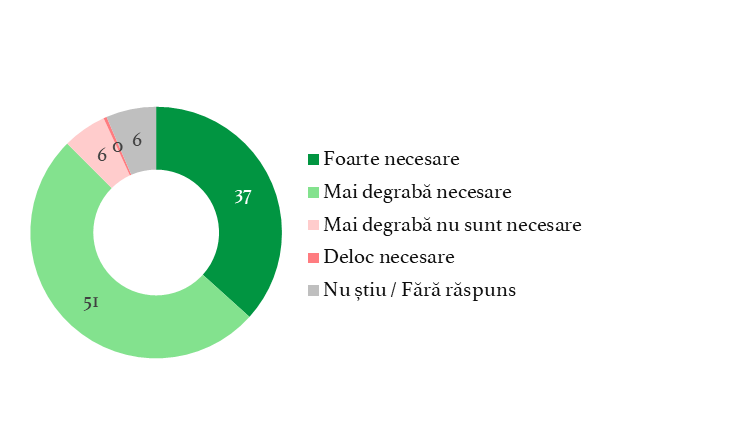 6 0 6
37
51
Foarte necesare
Mai degrabă necesare
Mai degrabă nu sunt necesare
Deloc necesare
Nu știu / Fără răspuns